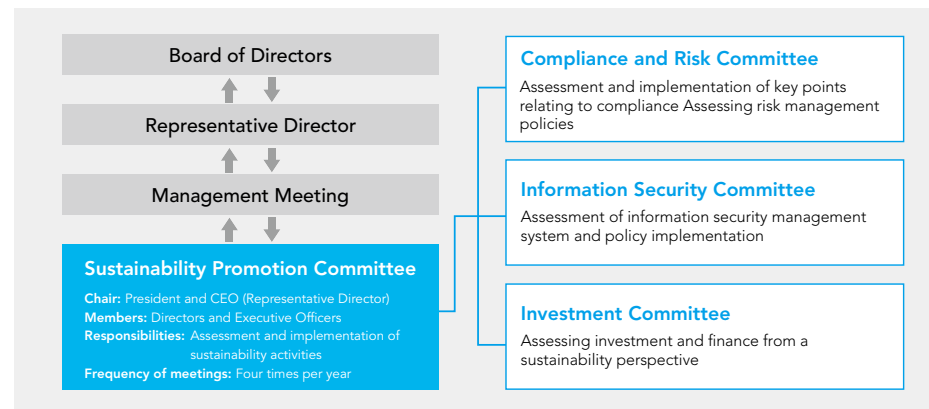 Board of Directors
Representative Director
Management Meeting
Sustainability Promotion Committee
Chair: President and CEO (Representative Director)
Members: Directors and Executive Officers
Responsibilities: Assessment and implementation of
sustainability activities
Frequency of meetings: Four times per year
Compliance and Risk Committee
Assessment and implementation of key points
relating to compliance Assessing risk management
policies
Information Security Committee
Assessment of information security management
system and policy implementation
Investment Committee
Assessing investment and finance from a
sustainability perspective